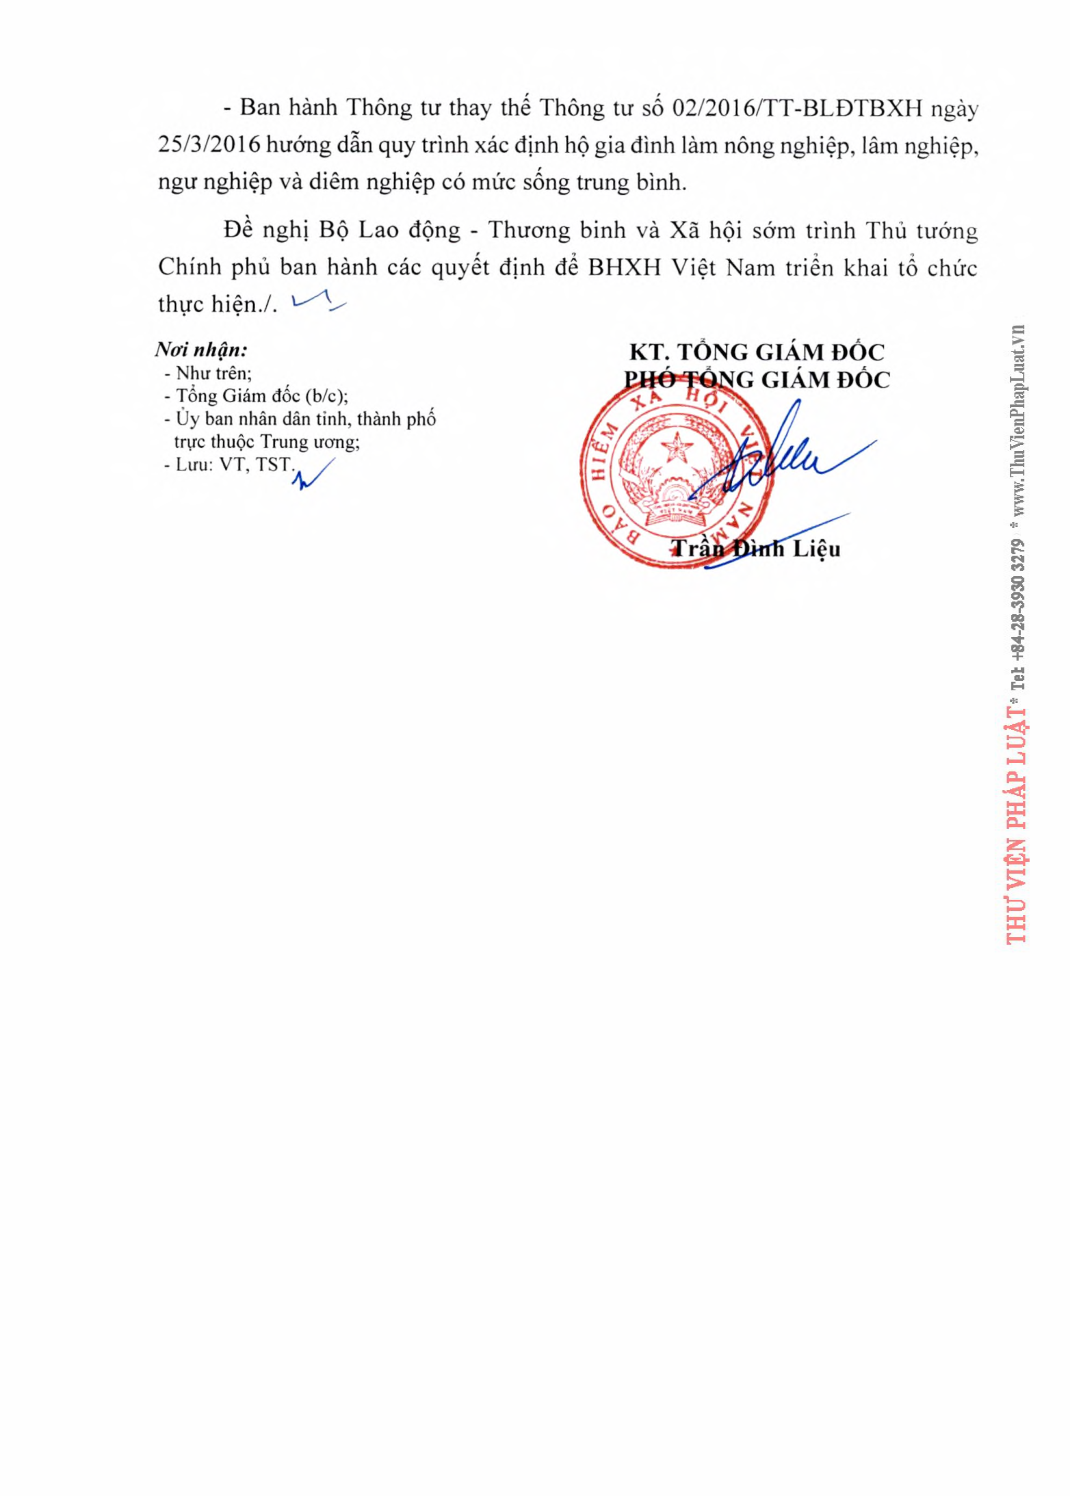 - Ban hành Thông tư thay thế Thông tư số 02/2016/TT-BLĐTBXH ngày
25/3/2016 hướng dẫn quy trình xác định hộ gia đình làm nông nghiệp, lâm nghiệp,
ngư nghiệp và diêm nghiệp có mức sống trung bình.
Đề nghị Bộ Lao động - Thương binh và Xã hội sớm trình Thủ tướng
Chính phủ ban hành các quyết định để BHXH Việt Nam triển khai tổ chức
thực hiện./.
Nơi nhận:
- Như trên;
- Tổng Giám đốc (b/c);
- Ủy ban nhân dân tỉnh, thành phố
trực thuộc Trung ương;
- Lưu: VT, TST.
KT. TỔNG GIÁM ĐỐC
PHÓ TỔNG GIÁM ĐỐC
BẢO HIỂM XÃ HỘI VIỆT NAM
VIỆT NAM
Trần Đình Liệu
THƯ VIỆN PHÁP LUẬT * Tel: +84-28-3930 3279 * www.ThuVienPhapLuat.vn